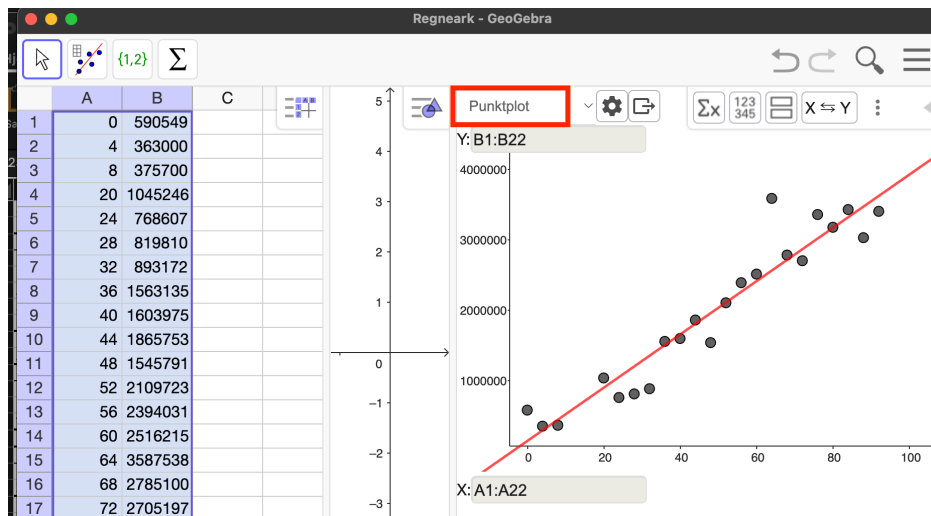 Regneark - GeoGebra
{1,2} Σ
A B C
1 0 590549
2 4 363000
3 8 375700
4 20 1045246
5 24 768607
6 28 819810
7 32 893172
8 36 1563135
9 40 1603975
10 44 1865753
11 48 1545791
12 52 2109723
13 56 2394031
14 60 2516215
15 64 3587538
16 68 2785100
17 72 2705197
5
4
3
2
1
0
–1
–2
–3
Punktplot
Σx 123 345 X ⇆ Y
Y: B1:B22
4000000
3000000
2000000
1000000
0 20 40 60 80 100
X: A1:A22